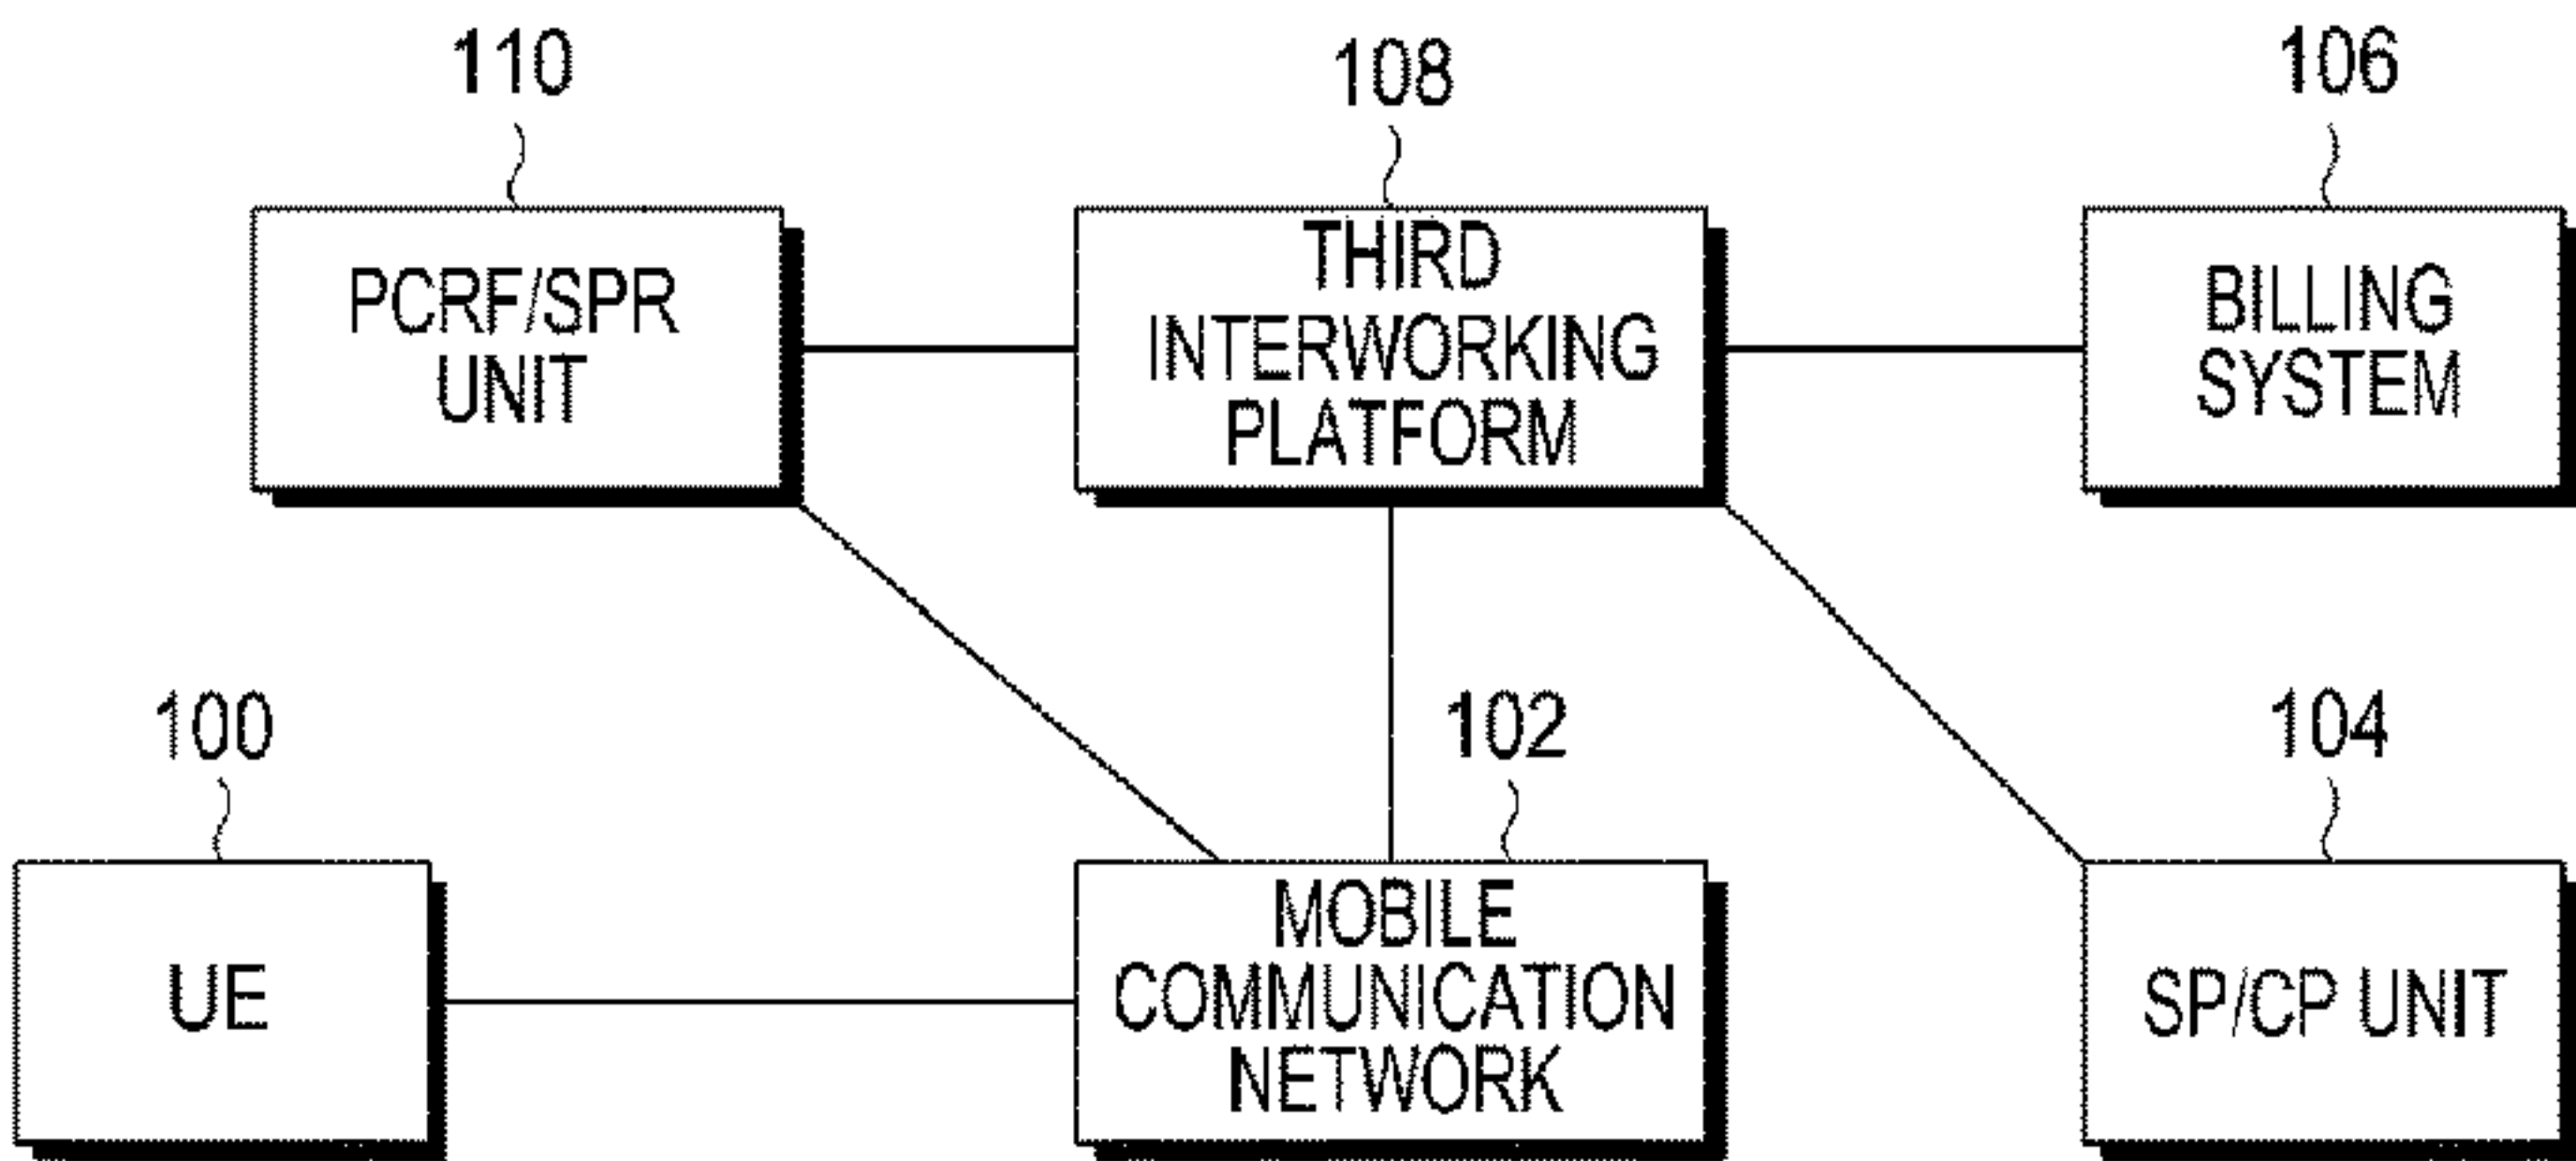 110
108
106
PCRF/SPR
UNIT
THIRD
INTERWORKING
PLATFORM
BILLING
SYSTEM
100
102
104
UE
MOBILE
COMMUNICATION
NETWORK
SP/CP UNIT